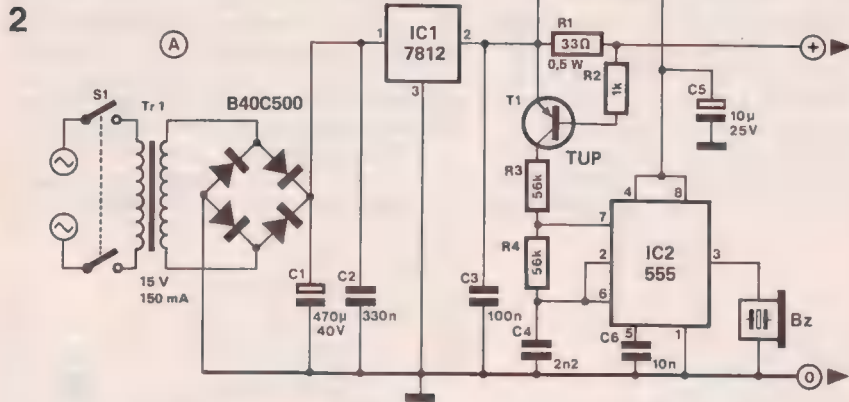 2
A
S1
Tr1
15 V
150 mA
B40C500
C1
470µ
40V
C2
330n
1
IC1
7812
2
3
C3
100n
R1
33Ω
0,5 W
R2
1k
T1
TUP
R3
56k
R4
56k
C4
2n2
C5
10µ
25V
4
8
7
2
6
IC2
555
3
5
1
C6
10n
Bz
+
0